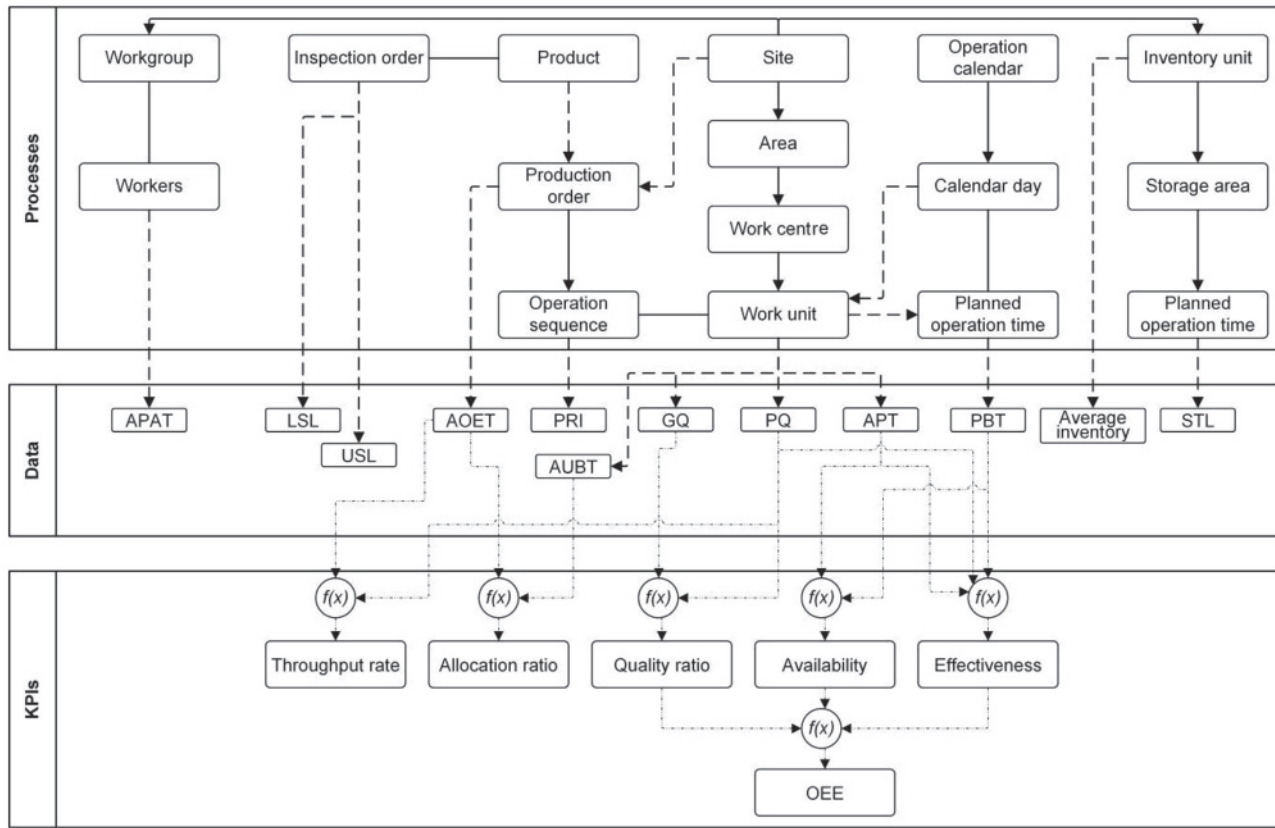 Processes
Workgroup
Inspection order
Product
Site
Operation
calendar
Inventory unit
Area
Workers
Production
order
Calendar day
Storage area
Work centre
Operation
sequence
Work unit
Planned
operation time
Planned
operation time
Data
APAT
LSL
AOET
PRI
GQ
PQ
APT
PBT
Average
inventory
STL
USL
AUBT
KPIs
f(x)
f(x)
f(x)
f(x)
f(x)
Throughput rate
Allocation ratio
Quality ratio
Availability
Effectiveness
f(x)
OEE